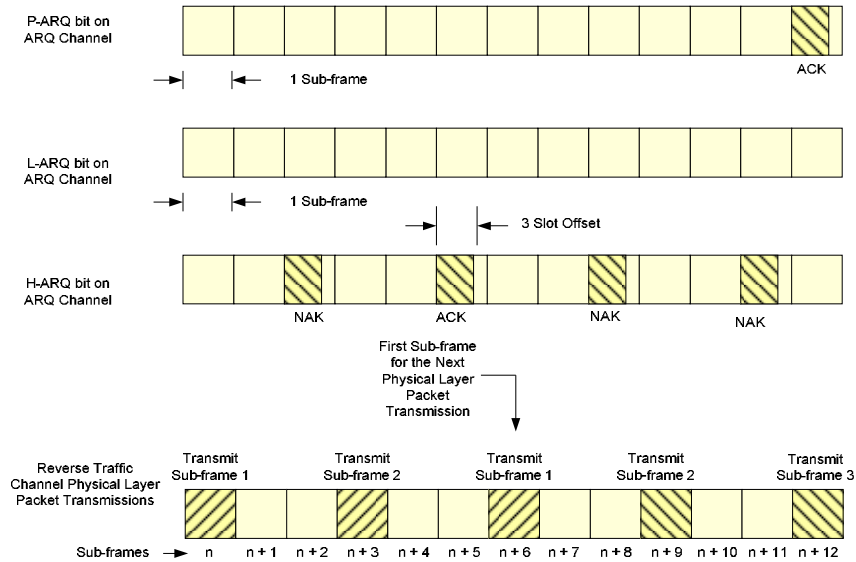 P-ARQ bit on
ARQ Channel
ACK
1 Sub-frame
L-ARQ bit on
ARQ Channel
1 Sub-frame
3 Slot Offset
H-ARQ bit on
ARQ Channel
NAK
ACK
NAK
NAK
First Sub-frame
for the Next
Physical Layer
Packet
Transmission
Reverse Traffic
Channel Physical Layer
Packet Transmissions
Transmit
Sub-frame 1
Transmit
Sub-frame 2
Transmit
Sub-frame 1
Transmit
Sub-frame 2
Transmit
Sub-frame 3
Sub-frames n n + 1 n + 2 n + 3 n + 4 n + 5 n + 6 n + 7 n + 8 n + 9 n + 10 n + 11 n + 12